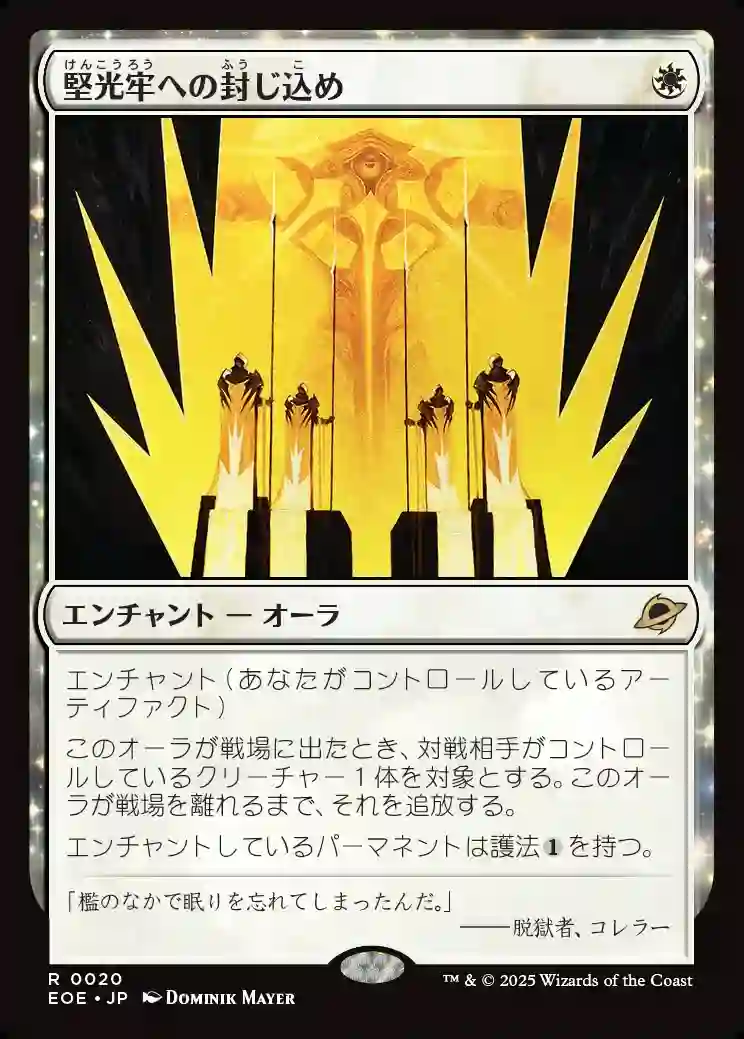 けんこうろう ふう こ
堅光牢への封じ込め
エンチャント — オーラ
エンチャント（あなたがコントロールしているアー
ティファクト）
このオーラが戦場に出たとき、対戦相手がコントロー
ルしているクリーチャー１体を対象とする。このオー
ラが戦場を離れるまで、それを追放する。
エンチャントしているパーマネントは護法 1 を持つ。
「檻のなかで眠りを忘れてしまったんだ。」
――脱獄者、コレラー
R 0020
EOE • JP Dominik Mayer
™ & © 2025 Wizards of the Coast